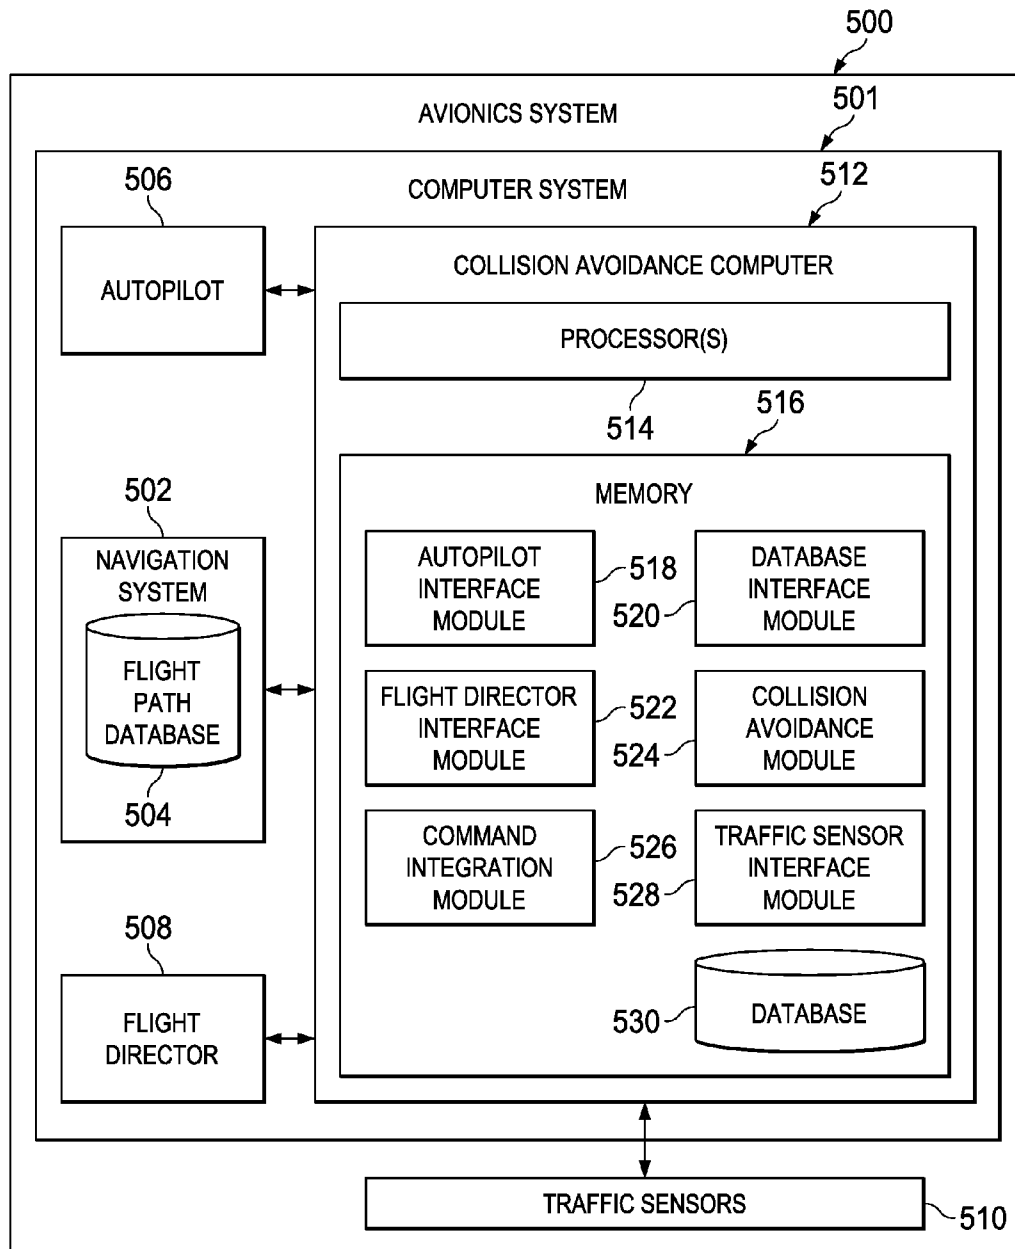 500
AVIONICS SYSTEM
501
COMPUTER SYSTEM
512
506
AUTOPILOT
COLLISION AVOIDANCE COMPUTER
PROCESSOR(S)
514
516
MEMORY
502
NAVIGATION
SYSTEM
FLIGHT
PATH
DATABASE
504
AUTOPILOT
INTERFACE
MODULE
518
520
DATABASE
INTERFACE
MODULE
FLIGHT DIRECTOR
INTERFACE
MODULE
522
524
COLLISION
AVOIDANCE
MODULE
COMMAND
INTEGRATION
MODULE
526
528
TRAFFIC SENSOR
INTERFACE
MODULE
508
FLIGHT
DIRECTOR
530
DATABASE
TRAFFIC SENSORS
510